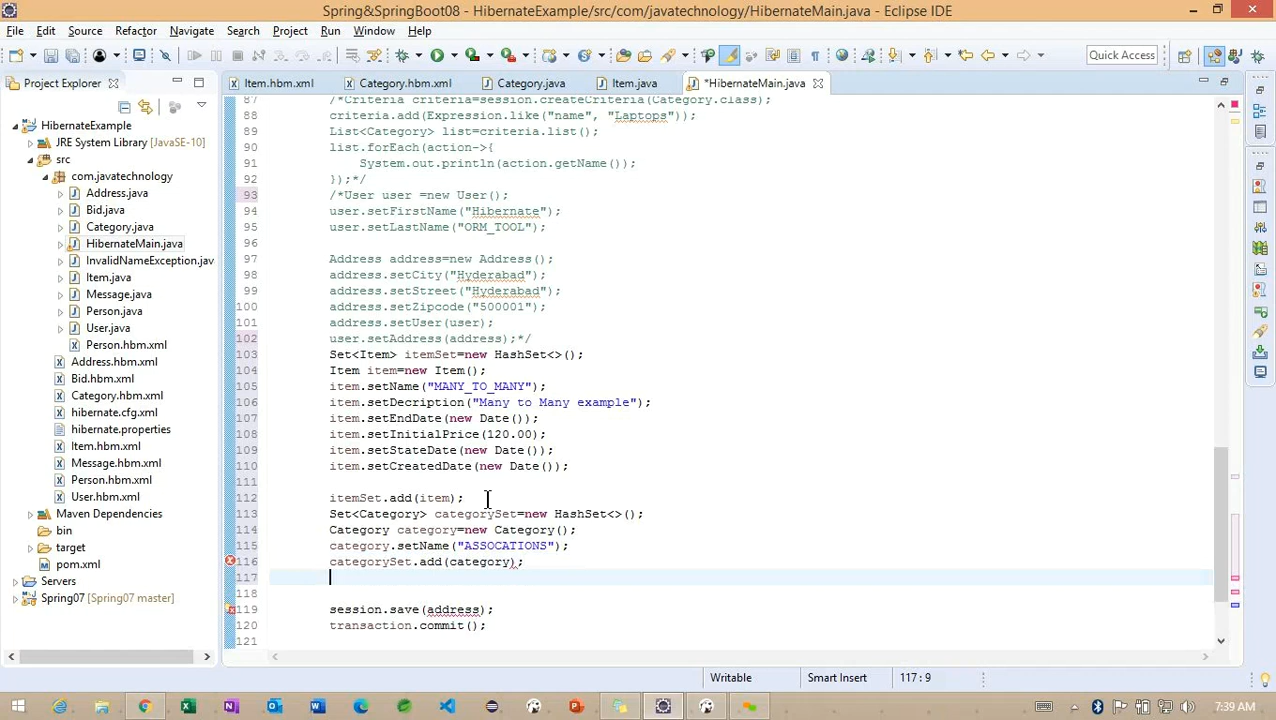 Spring&SpringBoot08 - HibernateExample/src/com/javatechnology/HibernateMain.java - Eclipse IDE
File Edit Source Refactor Navigate Search Project Run Window Help
Quick Access
Project Explorer
Item.hbm.xml Category.hbm.xml Category.java Item.java *HibernateMain.java
HibernateExample
JRE System Library [JavaSE-10]
src
com.javatechnology
Address.java
Bid.java
Category.java
HibernateMain.java
InvalidNameException.jav
Item.java
Message.java
Person.java
User.java
Person.hbm.xml
Address.hbm.xml
Bid.hbm.xml
Category.hbm.xml
hibernate.cfg.xml
hibernate.properties
Item.hbm.xml
Message.hbm.xml
Person.hbm.xml
User.hbm.xml
Maven Dependencies
bin
target
pom.xml
Servers
Spring07 [Spring07 master]
87 /*Criteria criteria=session.createCriteria(Category.class);
88 criteria.add(Expression.like("name", "Laptops"));
89 List<Category> list=criteria.list();
90 list.forEach(action->{
91 System.out.println(action.getName());
92 });*/
93 /*User user =new User();
94 user.setFirstName("Hibernate");
95 user.setLastName("ORM_TOOL");
96
97 Address address=new Address();
98 address.setCity("Hyderabad");
99 address.setStreet("Hyderabad");
100 address.setZipcode("500001");
101 address.setUser(user);
102 user.setAddress(address);*/
103 Set<Item> itemSet=new HashSet<>();
104 Item item=new Item();
105 item.setName("MANY_TO_MANY");
106 item.setDecription("Many to Many example");
107 item.setEndDate(new Date());
108 item.setInitialPrice(120.00);
109 item.setStateDate(new Date());
110 item.setCreatedDate(new Date());
111
112 itemSet.add(item);
113 Set<Category> categorySet=new HashSet<>();
114 Category category=new Category();
115 category.setName("ASSOCATIONS");
116 categorySet.add(category);
117
118
119 session.save(address);
120 transaction.commit();
121
Writable Smart Insert 117 : 9
7:39 AM